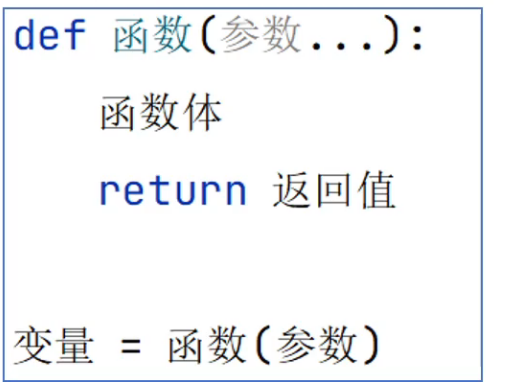 def 函数(参数...):
函数体
return 返回值
变量 = 函数(参数)